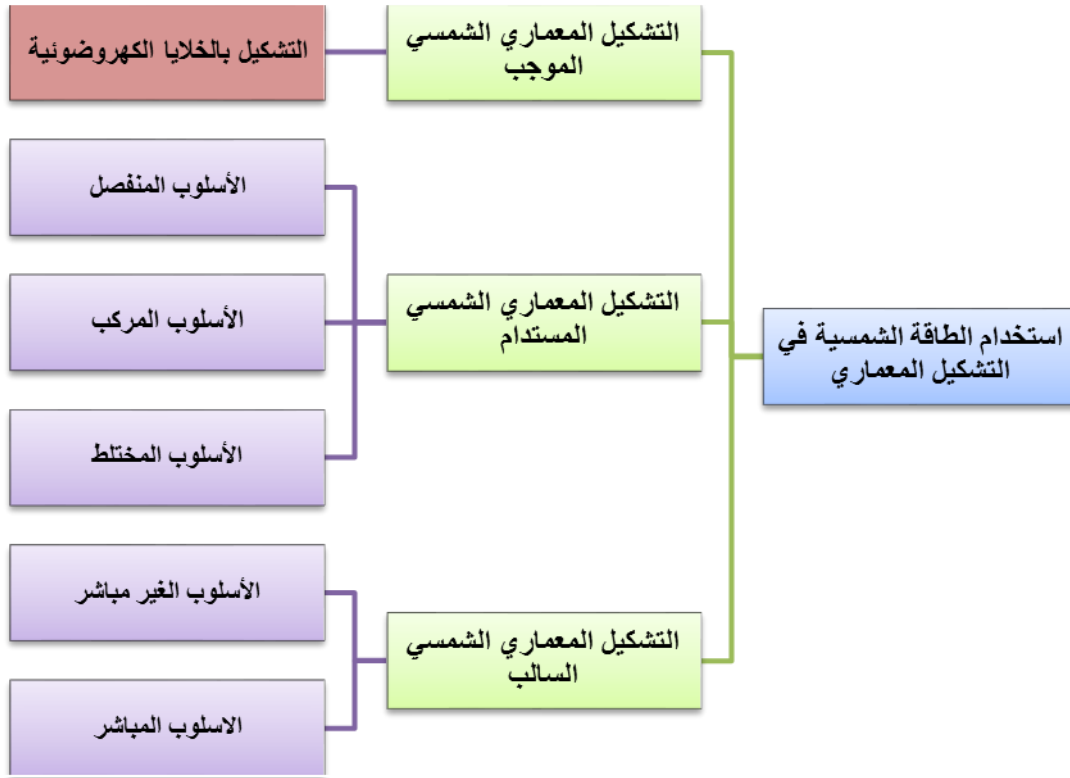 استخدام الطاقة الشمسية في
التشكيل المعماري
التشكيل المعماري الشمسي
الموجب
التشكيل بالخلايا الكهروضوئية
التشكيل المعماري الشمسي
المستدام
الأسلوب المنفصل
الأسلوب المركب
الأسلوب المختلط
التشكيل المعماري الشمسي
السالب
الأسلوب الغير مباشر
الاسلوب المباشر